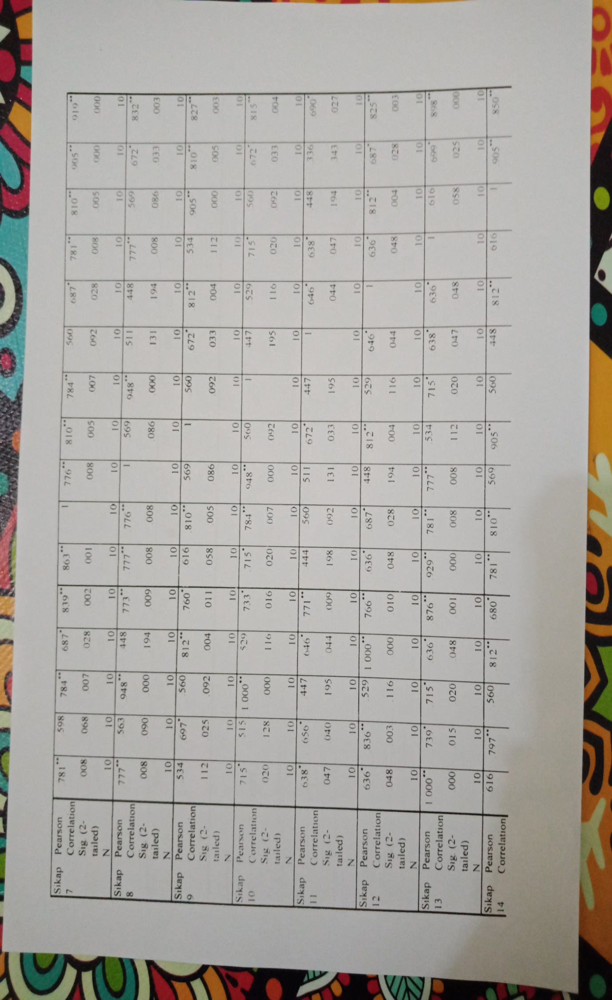 Sikap Pearson .781** .598 .784** .687* .839** .863** 1 .776** .810** .784** .560 .687* .781** .810** .905** .919**
7 Correlation
Sig. (2- .008 .068 .007 .028 .002 .001 .008 .005 .007 .092 .028 .008 .005 .000 .000
tailed)
N 10 10 10 10 10 10 10 10 10 10 10 10 10 10 10 10
Sikap Pearson .777** .563 .948** .448 .773** .777** .776** 1 .569 .948** .511 .448 .777** .569 .672* .832**
8 Correlation
Sig. (2- .008 .090 .000 .194 .009 .008 .008 .086 .000 .131 .194 .008 .086 .033 .003
tailed)
N 10 10 10 10 10 10 10 10 10 10 10 10 10 10 10 10
Sikap Pearson .534 .697* .560 .812** .760* .616 .810** .569 1 .560 .672* .812** .534 .905** .810** .827**
9 Correlation
Sig. (2- .112 .025 .092 .004 .011 .058 .005 .086 .092 .033 .004 .112 .000 .005 .003
tailed)
N 10 10 10 10 10 10 10 10 10 10 10 10 10 10 10 10
Sikap Pearson .715* .515 1.000** .529 .733* .715* .784** .948** .560 1 .447 .529 .715* .560 .672* .815**
10 Correlation
Sig. (2- .020 .128 .000 .116 .016 .020 .007 .000 .092 .195 .116 .020 .092 .033 .004
tailed)
N 10 10 10 10 10 10 10 10 10 10 10 10 10 10 10 10
Sikap Pearson .638* .656* .447 .646* .771** .444 .560 .511 .672* .447 1 .646* .638* .448 .336 .690*
11 Correlation
Sig. (2- .047 .040 .195 .044 .009 .198 .092 .131 .033 .195 .044 .047 .194 .343 .027
tailed)
N 10 10 10 10 10 10 10 10 10 10 10 10 10 10 10 10
Sikap Pearson .636* .836** .529 1.000** .766** .636* .687* .448 .812** .529 .646* 1 .636* .812** .687* .825**
12 Correlation
Sig. (2- .048 .003 .116 .000 .010 .048 .028 .194 .004 .116 .044 .048 .004 .028 .003
tailed)
N 10 10 10 10 10 10 10 10 10 10 10 10 10 10 10 10
Sikap Pearson 1.000** .739* .715* .636* .876** .929** .781** .777** .534 .715* .638* .636* 1 .616 .699* .898**
13 Correlation
Sig. (2- .000 .015 .020 .048 .001 .000 .008 .008 .112 .020 .047 .048 .058 .025 .000
tailed)
N 10 10 10 10 10 10 10 10 10 10 10 10 10 10 10 10
Sikap Pearson .616 .797** .560 .812** .680* .781** .810** .569 .905** .560 .448 .812** .616 1 .905** .850**
14 Correlation